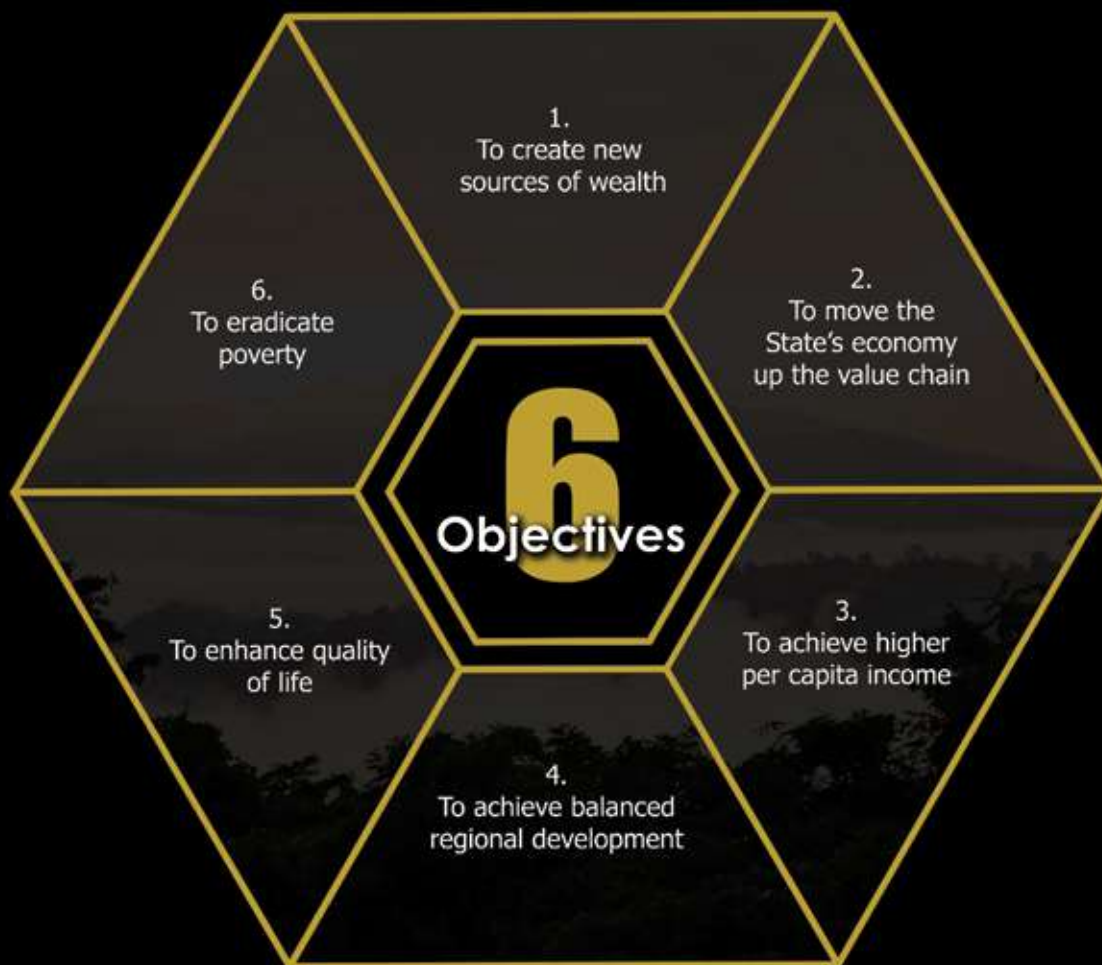 1.
To create new
sources of wealth
2.
To move the
State's economy
up the value chain
3.
To achieve higher
per capita income
4.
To achieve balanced
regional development
5.
To enhance quality
of life
6.
To eradicate
poverty
6
Objectives